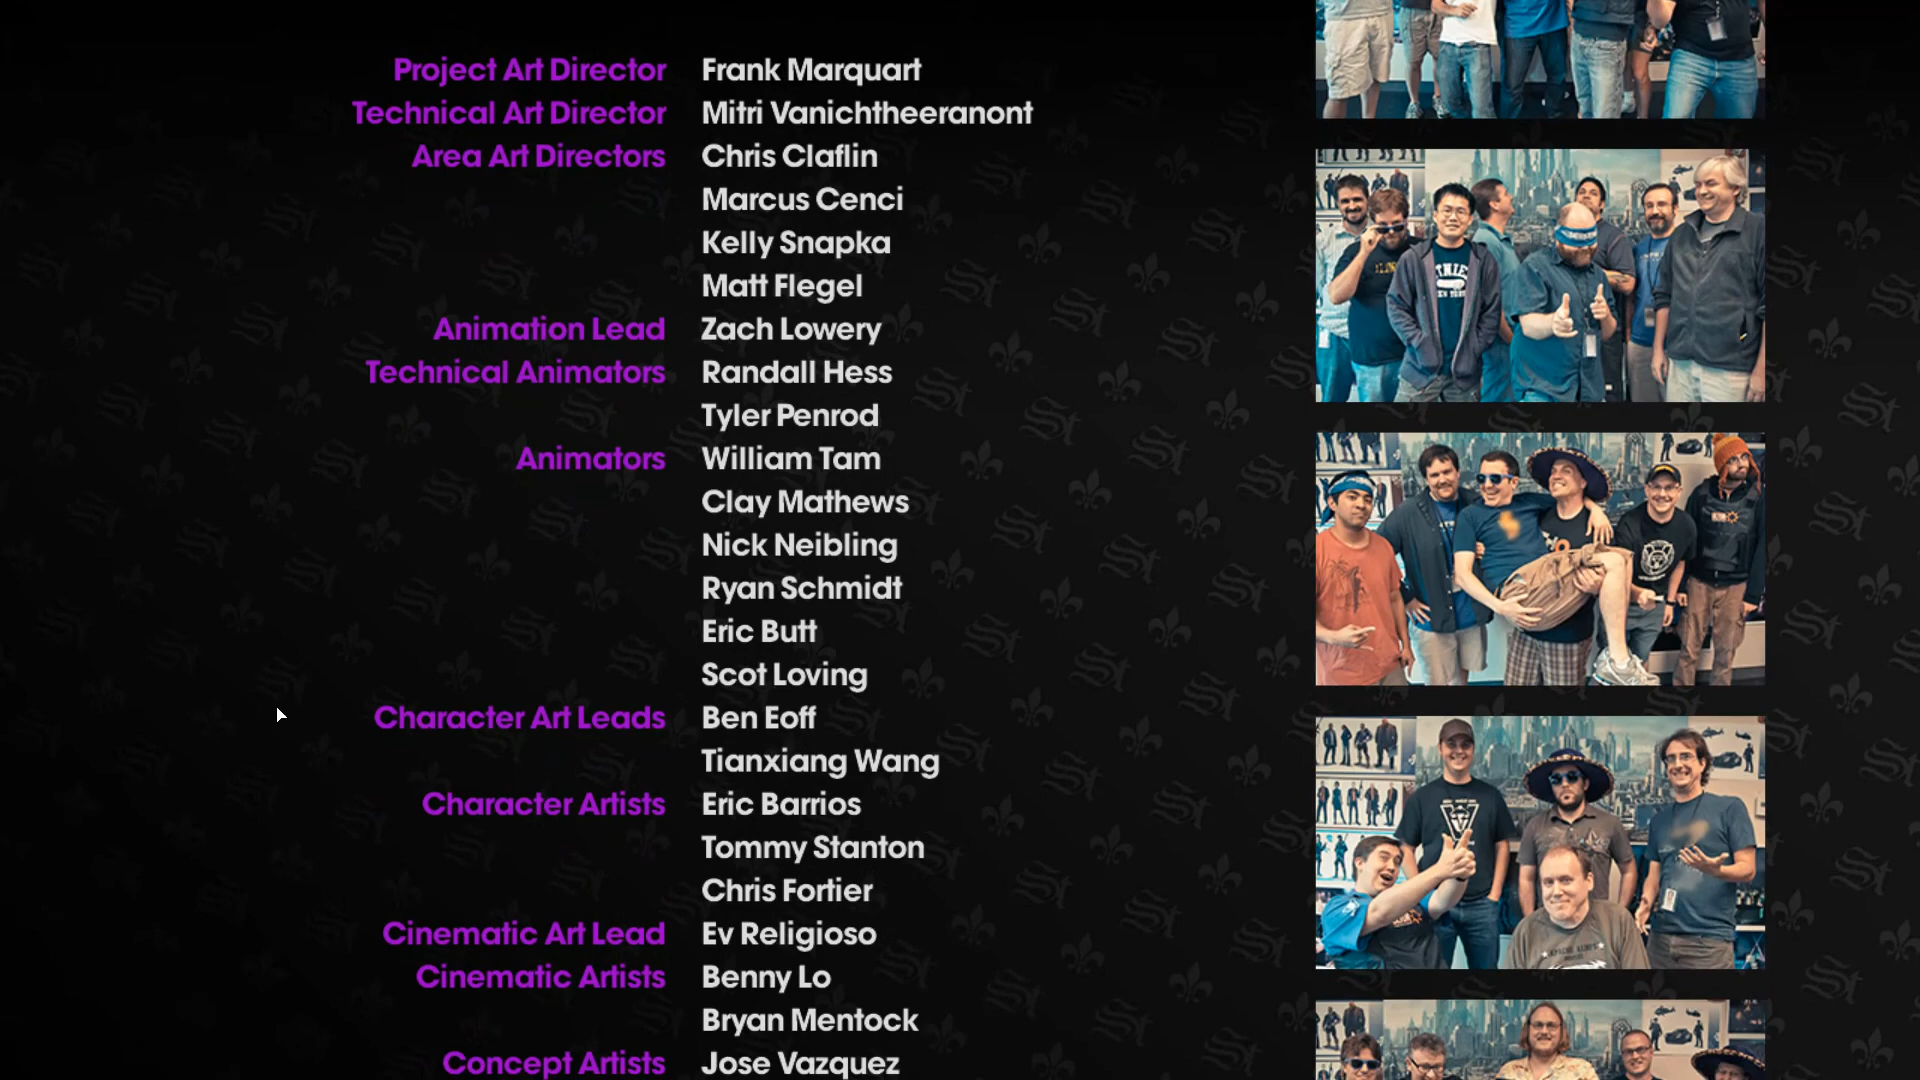 Project Art Director Frank Marquart
Technical Art Director Mitri Vanichtheeranont
Area Art Directors Chris Claflin
Marcus Cenci
Kelly Snapka
Matt Flegel
Animation Lead Zach Lowery
Technical Animators Randall Hess
Tyler Penrod
Animators William Tam
Clay Mathews
Nick Neibling
Ryan Schmidt
Eric Butt
Scot Loving
Character Art Leads Ben Eoff
Tianxiang Wang
Character Artists Eric Barrios
Tommy Stanton
Chris Fortier
Cinematic Art Lead Ev Religioso
Cinematic Artists Benny Lo
Bryan Mentock
Concept Artists Jose Vazquez